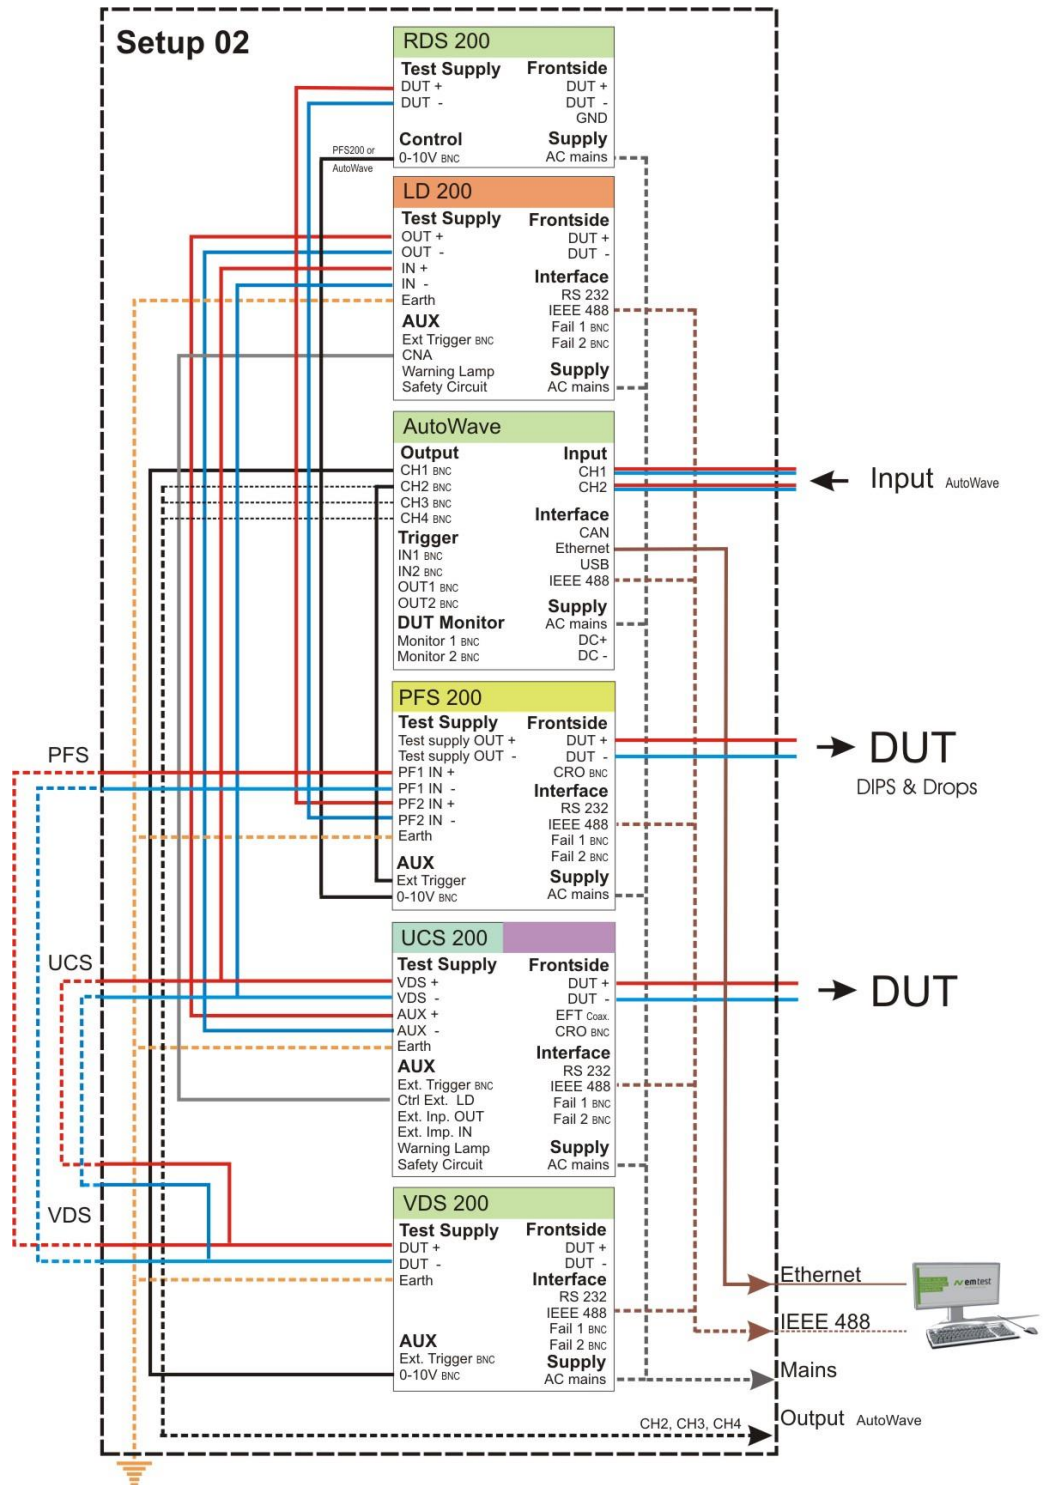 Setup 02
RDS 200
Test Supply Frontside
DUT + DUT +
DUT - DUT -
GND
Control Supply
0-10V BNC AC mains
PFS200 or
AutoWave
LD 200
Test Supply Frontside
OUT + DUT +
OUT - DUT -
IN + Interface
IN - RS 232
Earth IEEE 488
AUX Fail 1 BNC
Ext Trigger BNC Fail 2 BNC
CNA
Warning Lamp Supply
Safety Circuit AC mains
AutoWave
Output Input
CH1 BNC CH1
CH2 BNC CH2
CH3 BNC Interface
CH4 BNC CAN
Trigger Ethernet
IN1 BNC USB
IN2 BNC IEEE 488
OUT1 BNC Supply
OUT2 BNC AC mains
DUT Monitor DC+
Monitor 1 BNC DC -
Monitor 2 BNC
Input AutoWave
PFS 200
Test Supply Frontside
Test supply OUT + DUT +
Test supply OUT - DUT -
PF1 IN + CRO BNC
PF1 IN - Interface
PF2 IN + RS 232
PF2 IN - IEEE 488
Earth Fail 1 BNC
Fail 2 BNC
AUX Supply
Ext Trigger AC mains
0-10V BNC
PFS
DUT
DIPS & Drops
UCS 200
Test Supply Frontside
VDS + DUT +
VDS - DUT -
AUX + EFT Coax.
AUX - CRO BNC
Earth Interface
AUX RS 232
Ext. Trigger BNC IEEE 488
Ctrl Ext. LD Fail 1 BNC
Ext. Inp. OUT Fail 2 BNC
Ext. Imp. IN
Warning Lamp Supply
Safety Circuit AC mains
UCS
DUT
VDS
VDS 200
Test Supply Frontside
DUT + DUT +
DUT - DUT -
Earth Interface
RS 232
IEEE 488
Fail 1 BNC
AUX Fail 2 BNC
Ext. Trigger BNC Supply
0-10V BNC AC mains
Ethernet
emtest
IEEE 488
Mains
CH2, CH3, CH4
Output AutoWave